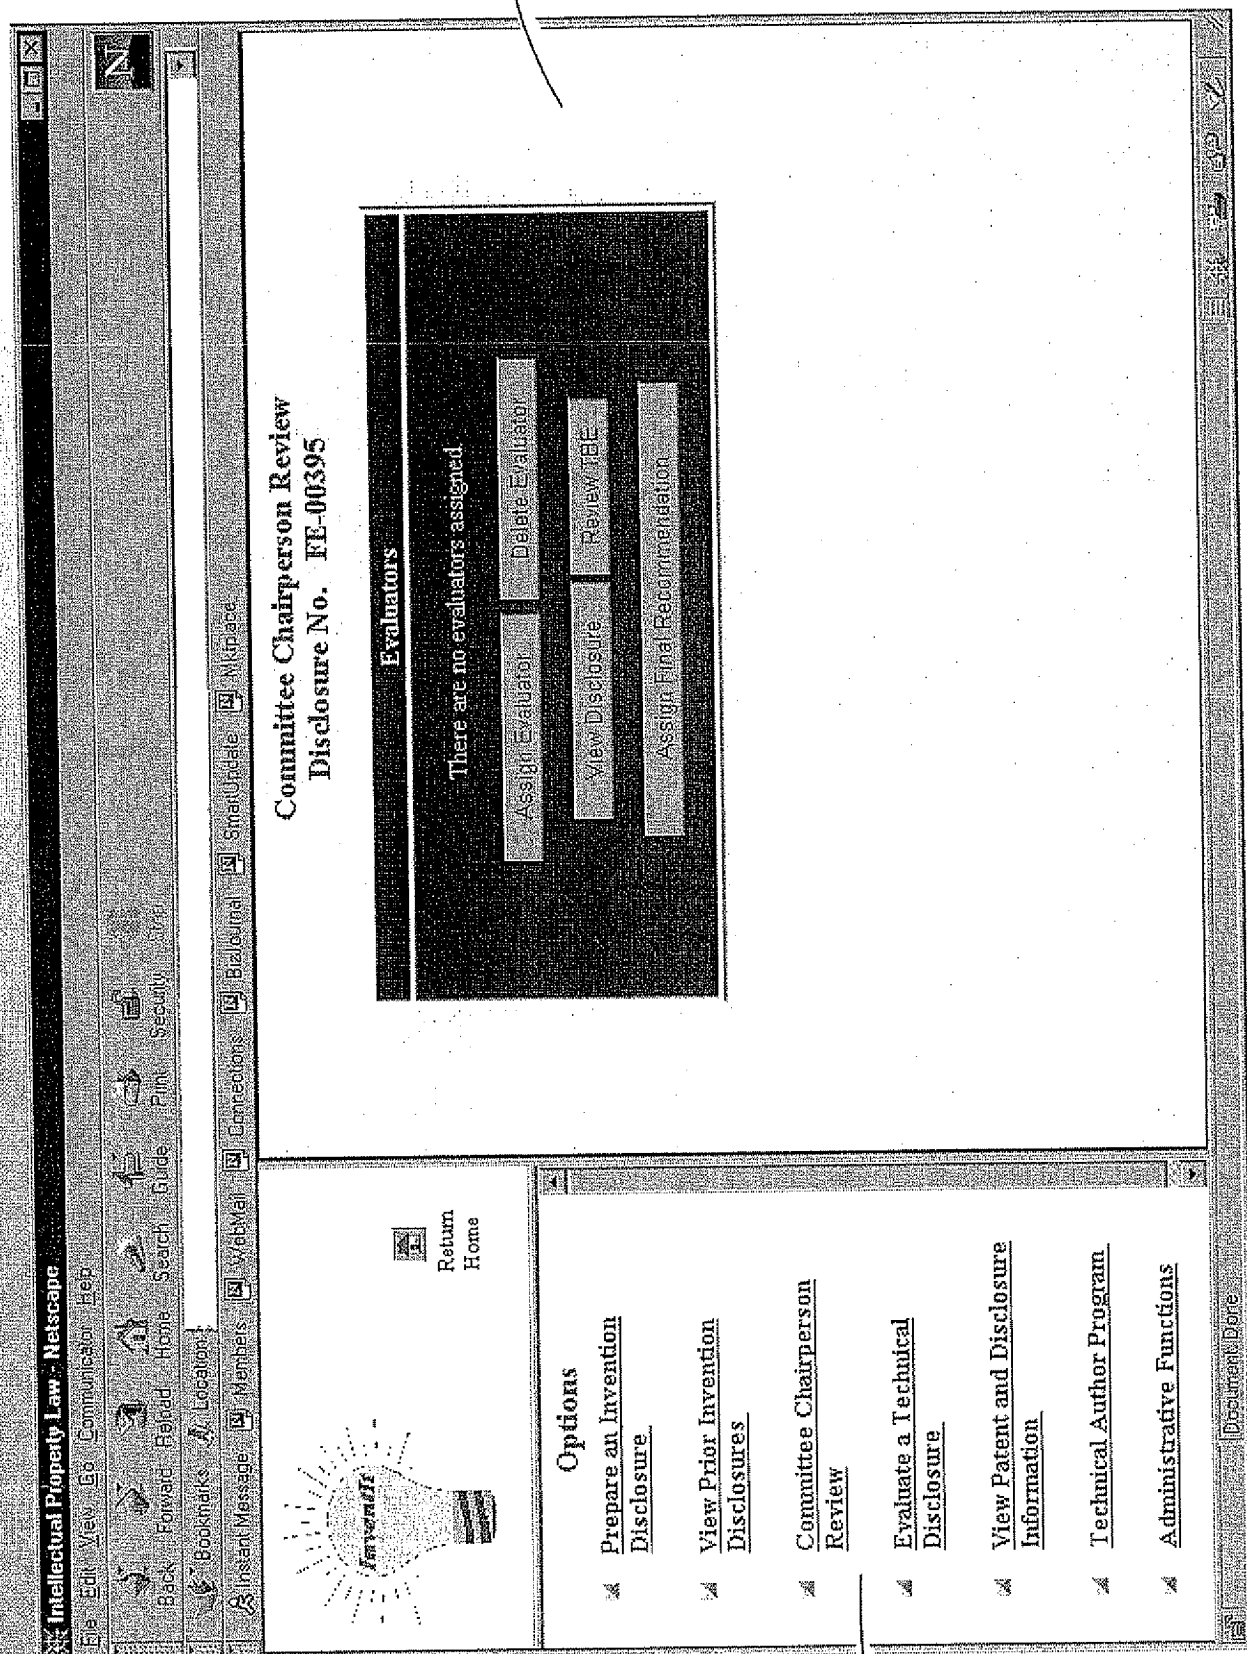 Intellectual Property Law - Netscape
File Edit View Go Communicator Help
Back Forward Reload Home Search Guide Print Security Stop
Bookmarks Location:
Instant Message Members WebMail Connections BizJournal SmartUpdate Mktplace
InventIt
Return
Home
Options
Prepare an Invention
Disclosure
View Prior Invention
Disclosures
Committee Chairperson
Review
Evaluate a Technical
Disclosure
View Patent and Disclosure
Information
Technical Author Program
Administrative Functions
Committee Chairperson Review
Disclosure No. FE-00395
Evaluators
There are no evaluators assigned.
Assign Evaluator Delete Evaluator
View Disclosure Review TBE
Assign Final Recommendation
Document: Done